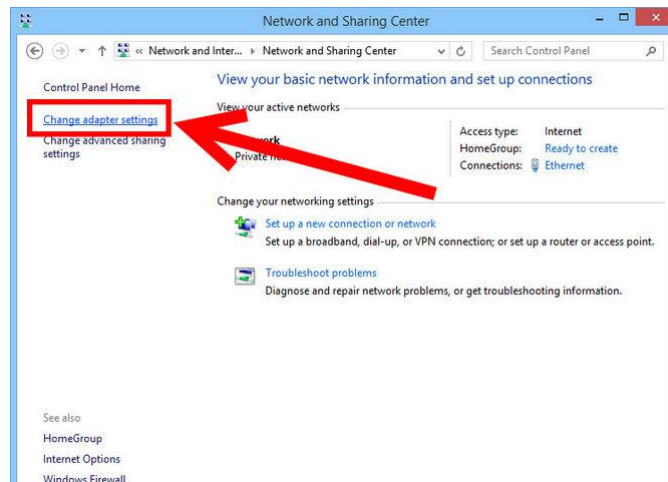 Network and Sharing Center
« Network and Inter... Network and Sharing Center
Search Control Panel
Control Panel Home
Change adapter settings
Change advanced sharing
settings
View your basic network information and set up connections
View your active networks
Private
Access type: Internet
HomeGroup: Ready to create
Connections: Ethernet
Change your networking settings
Set up a new connection or network
Set up a broadband, dial-up, or VPN connection; or set up a router or access point.
Troubleshoot problems
Diagnose and repair network problems, or get troubleshooting information.
See also
HomeGroup
Internet Options
Windows Firewall